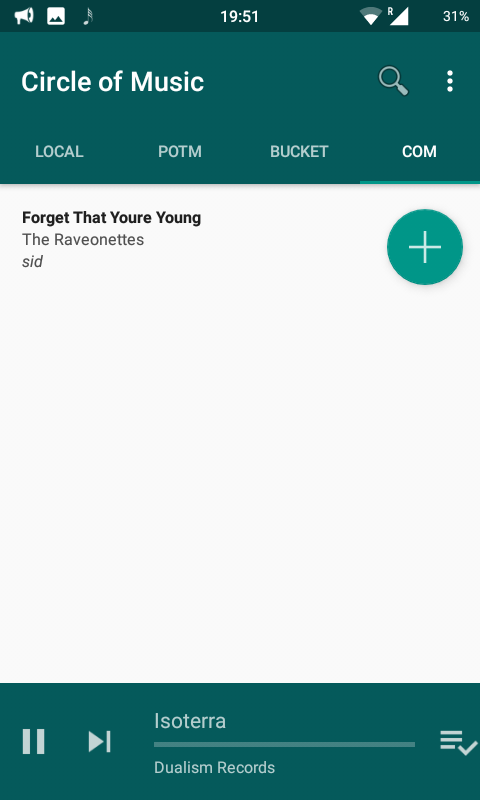 19:51
R
31%
Circle of Music
LOCAL
POTM
BUCKET
COM
Forget That Youre Young
The Raveonettes
sid
Isoterra
Dualism Records